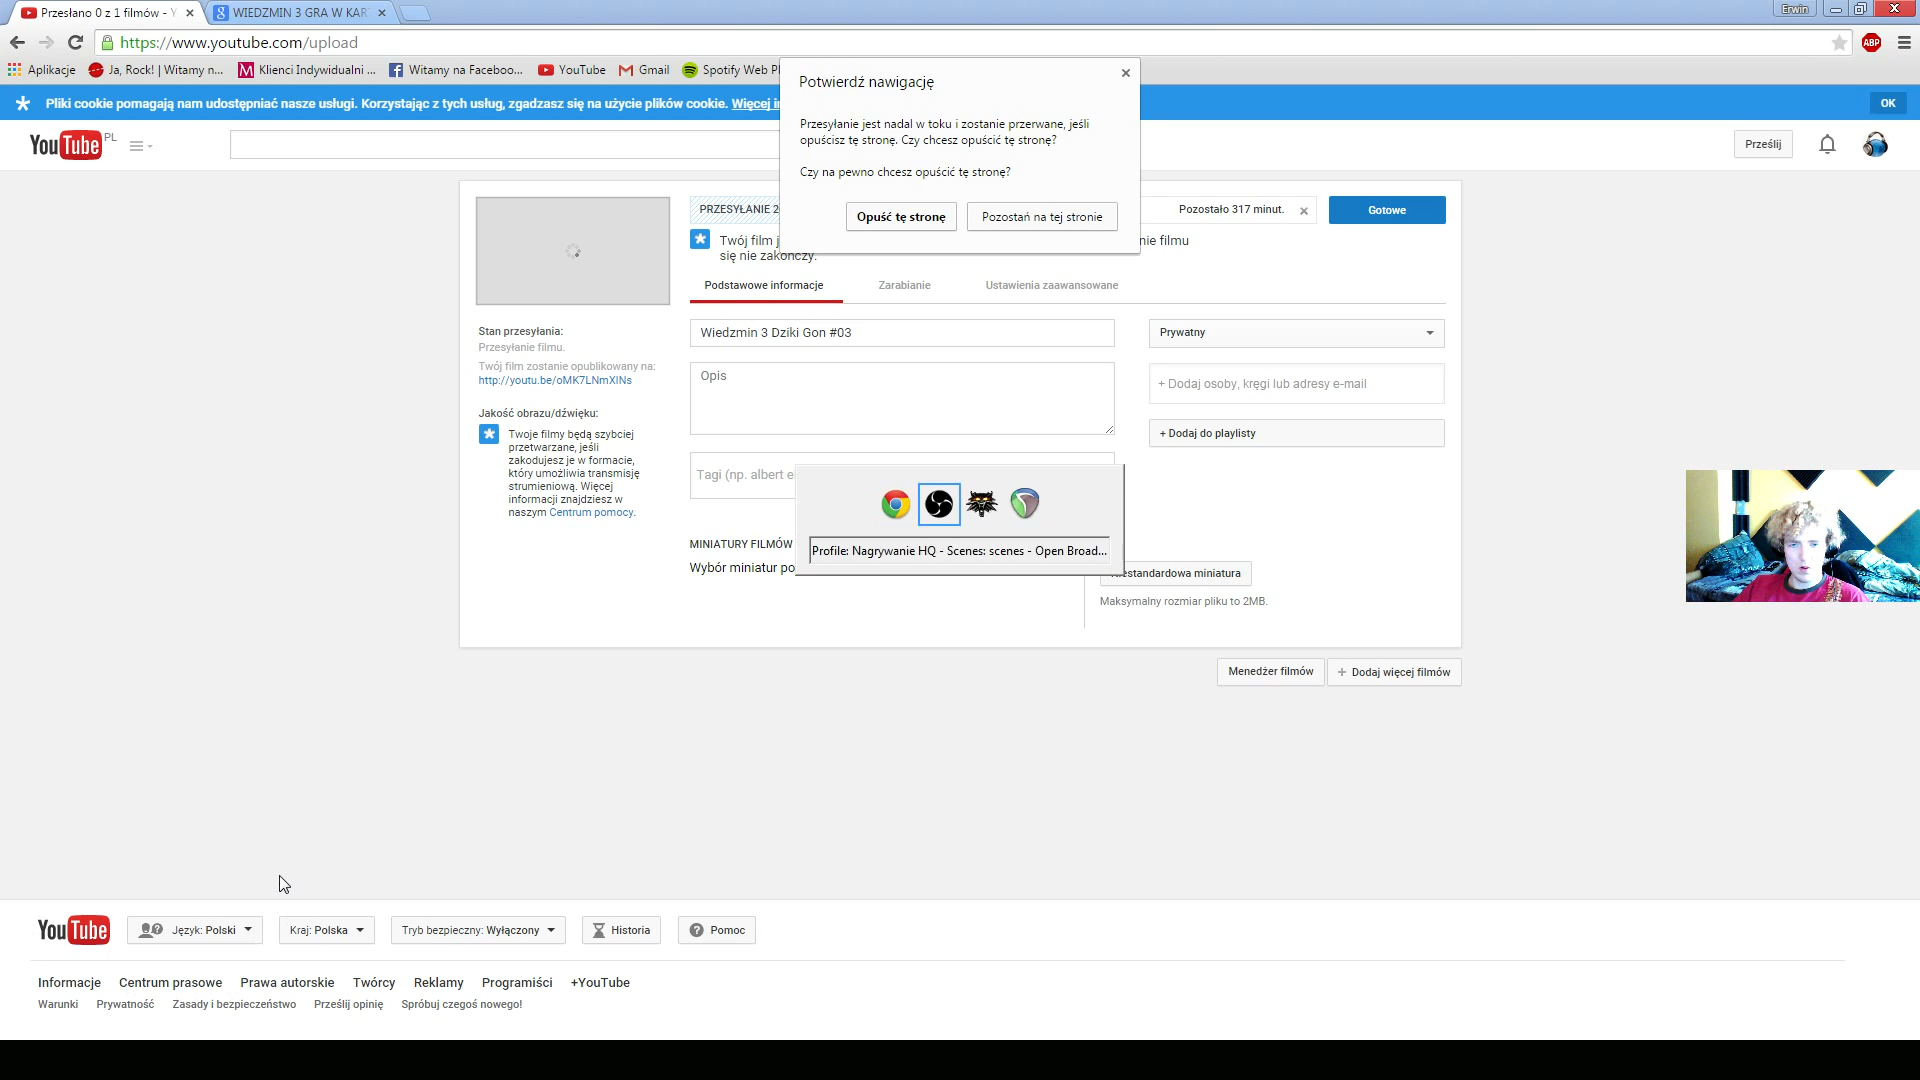 Przesłano 0 z 1 filmów - Y
WIEDZMIN 3 GRA W KAR
Erwin
https://www.youtube.com/upload
ABP
Aplikacje
Ja, Rock! | Witamy n...
Klienci Indywidualni ...
Witamy na Faceboo...
YouTube
Gmail
Spotify Web Pl
Pliki cookie pomagają nam udostępniać nasze usługi. Korzystając z tych usług, zgadzasz się na użycie plików cookie. Więcej in
OK
Potwierdź nawigację
Przesyłanie jest nadal w toku i zostanie przerwane, jeśli
opuścisz tę stronę. Czy chcesz opuścić tę stronę?
Czy na pewno chcesz opuścić tę stronę?
Opuść tę stronę
Pozostań na tej stronie
YouTube PL
Prześlij
PRZESYŁANIE 2
Pozostało 317 minut.
Gotowe
Twój film j
nie filmu
się nie zakończy.
Podstawowe informacje
Zarabianie
Ustawienia zaawansowane
Stan przesyłania:
Przesyłanie filmu.
Twój film zostanie opublikowany na:
http://youtu.be/oMK7LNmXINs
Jakość obrazu/dźwięku:
Twoje filmy będą szybciej
przetwarzane, jeśli
zakodujesz je w formacie,
który umożliwia transmisję
strumieniową. Więcej
informacji znajdziesz w
naszym Centrum pomocy.
Wiedzmin 3 Dziki Gon #03
Opis
Tagi (np. albert ei
Prywatny
+ Dodaj osoby, kręgi lub adresy e-mail
+ Dodaj do playlisty
Profile: Nagrywanie HQ - Scenes: scenes - Open Broad...
MINIATURY FILMÓW
Wybór miniatur po
estandardowa miniatura
Maksymalny rozmiar pliku to 2MB.
Menedżer filmów
+ Dodaj więcej filmów
YouTube
Język: Polski
Kraj: Polska
Tryb bezpieczny: Wyłączony
Historia
Pomoc
Informacje
Centrum prasowe
Prawa autorskie
Twórcy
Reklamy
Programiści
+YouTube
Warunki
Prywatność
Zasady i bezpieczeństwo
Prześlij opinię
Spróbuj czegoś nowego!